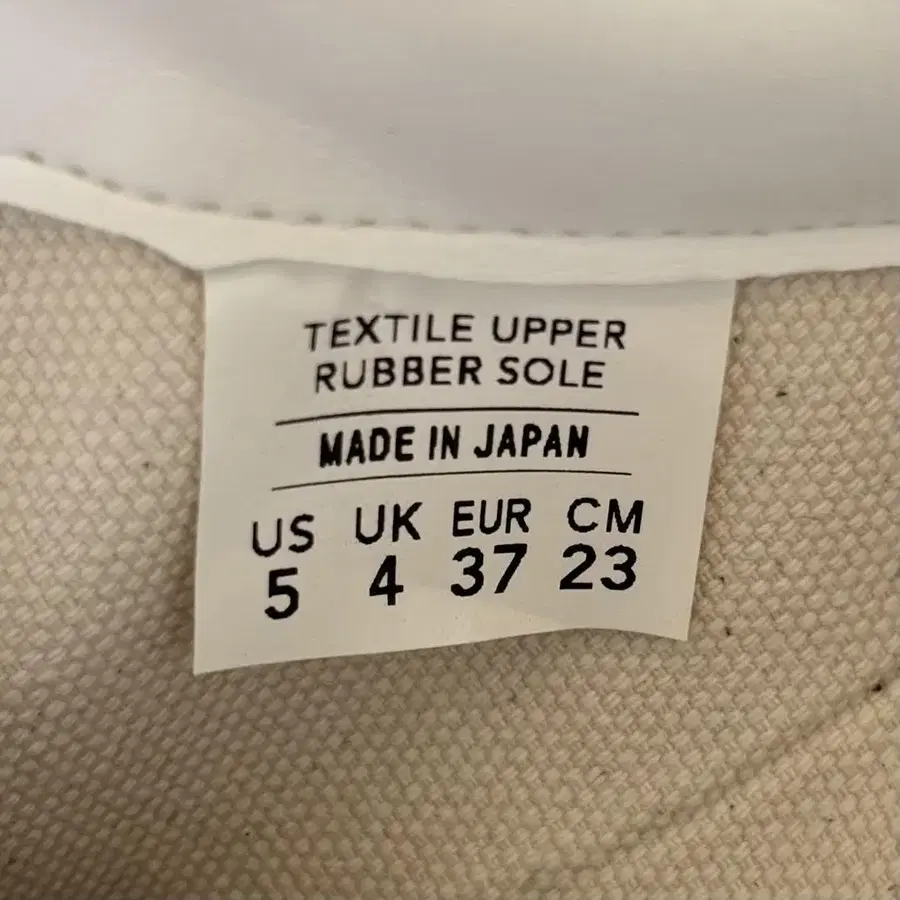 TEXTILE UPPER
RUBBER SOLE
MADE IN JAPAN
US UK EUR CM
5 4 37 23